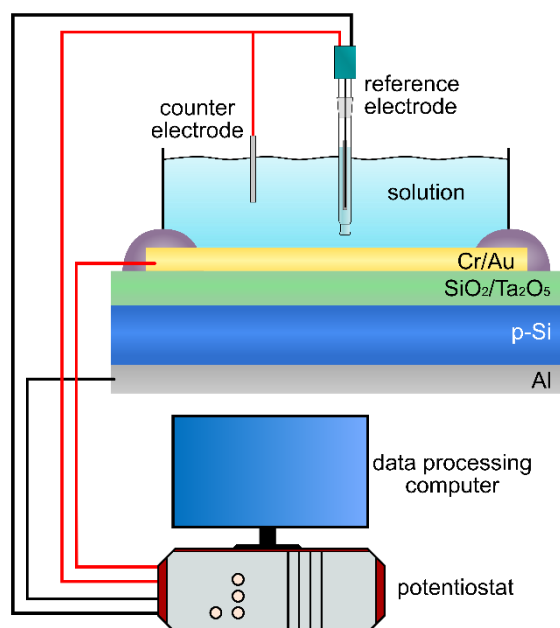 reference
electrode
counter
electrode
solution
Cr/Au
SiO₂/Ta₂O₅
p-Si
Al
data processing
computer
potentiostat